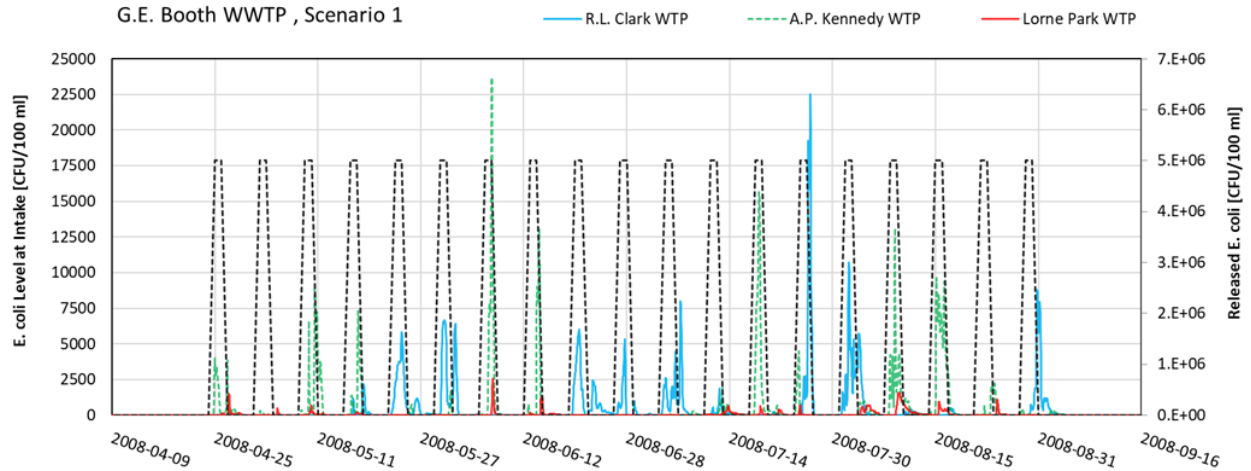 G.E. Booth WWTP , Scenario 1
R.L. Clark WTP
A.P. Kennedy WTP
Lorne Park WTP
E. coli Level at Intake [CFU/100 ml]
25000
22500
20000
17500
15000
12500
10000
7500
5000
2500
0
7.E+06
6.E+06
5.E+06
4.E+06
3.E+06
2.E+06
1.E+06
0.E+00
Released E. coli [CFU/100 ml]
2008-04-09
2008-04-25
2008-05-11
2008-05-27
2008-06-12
2008-06-28
2008-07-14
2008-07-30
2008-08-15
2008-08-31
2008-09-16